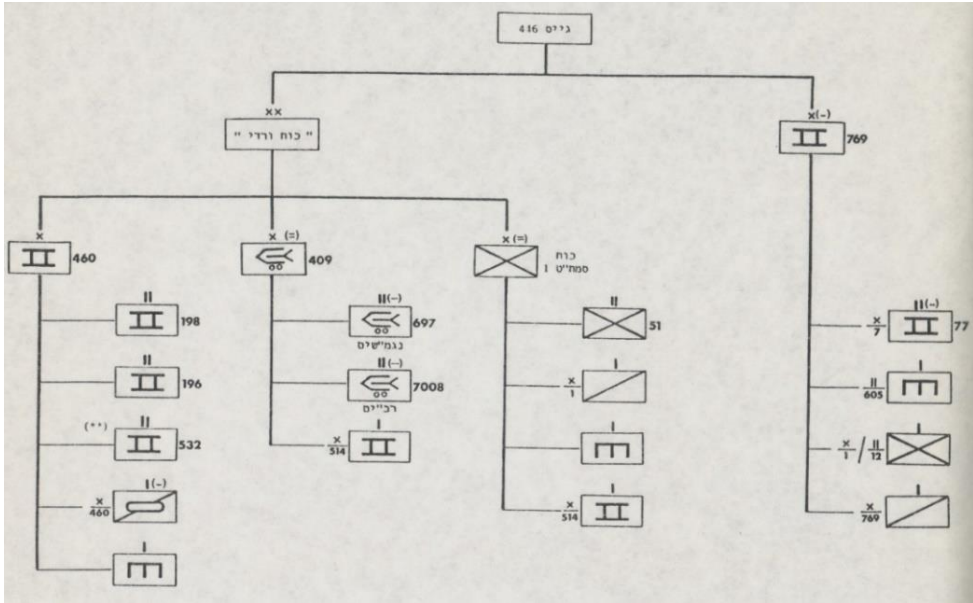 גייס 446
XX
"כוח ורדי"
X(-)
769
X
460
X (=)
409
X(=)
כוח
סמח"ט 1
II
198
II
196
(**)
II
532
I(-)
X
460
I
II(-)
697
נגמ"שים
II(--)
7008
רב"ים
I
X
514
II
51
I
X
1
I
I
X
514
II(-)
X
7
77
I
II
605
I
X
1
/
II
12
I
X
769